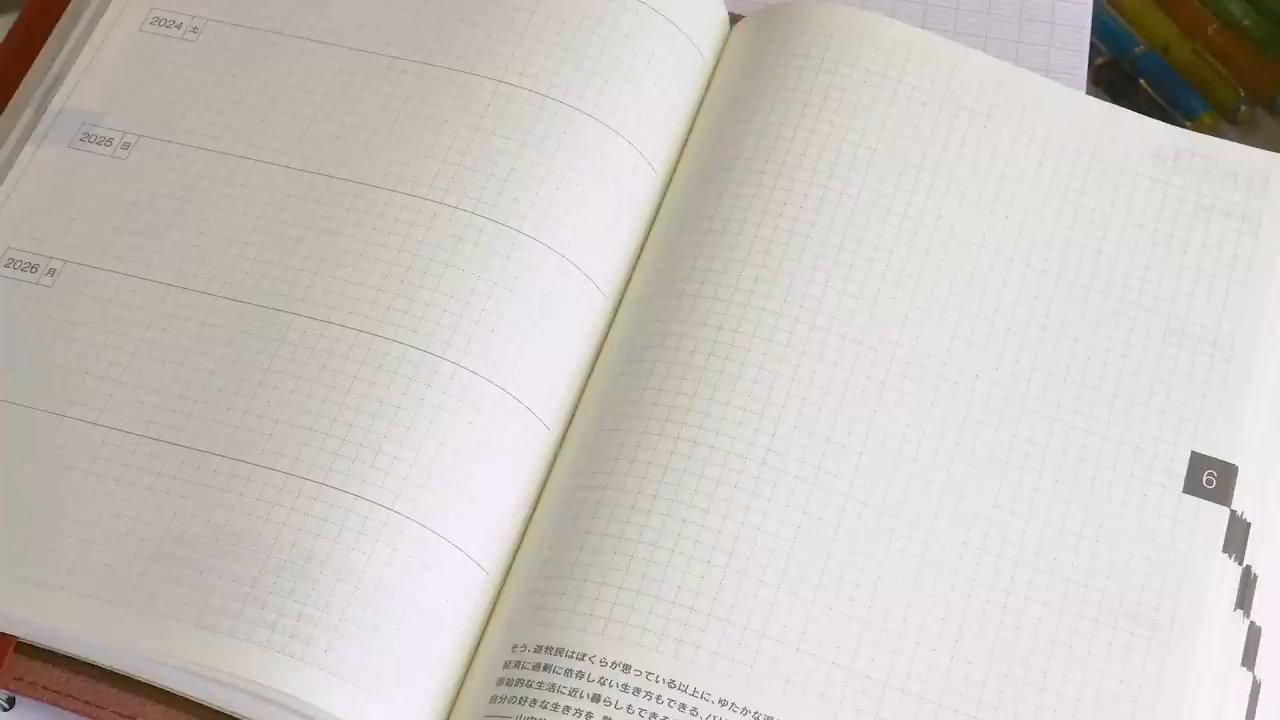 2024 土
2025 日
2026 月
6
そう、遊牧民はぼくらが思っている以上に、ゆたかな
経済に過剰に依存しない生き方もできる。
原始的な生活に近い暮らしもできる
自分の好きな生き方を